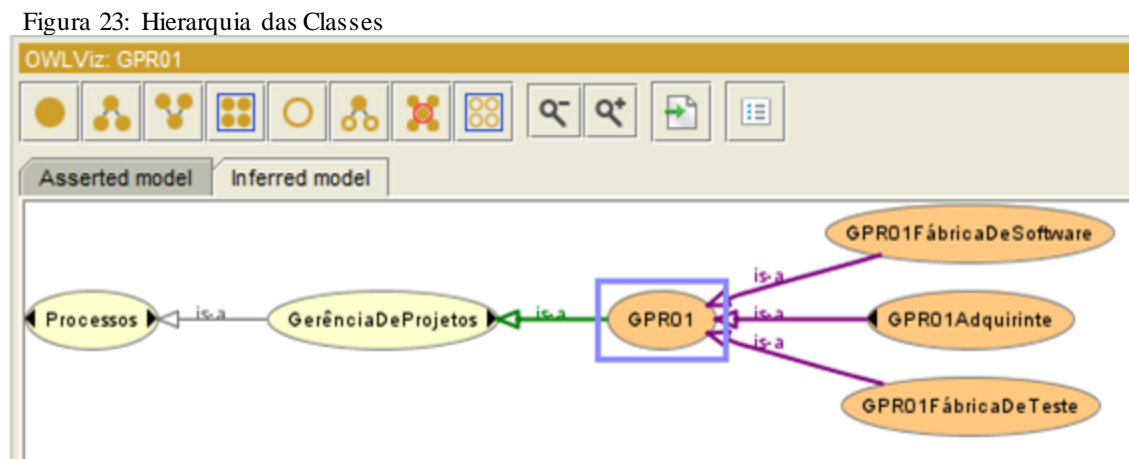 Figura 23: Hierarquia das Classes
OWLViz: GPR01
Asserted model
Inferred model
GPR01FábricaDeSoftware
is-a
Processos
is-a
GerênciaDeProjetos
is-a
GPR01
is-a
GPR01Adquirinte
is-a
GPR01FábricaDeTeste